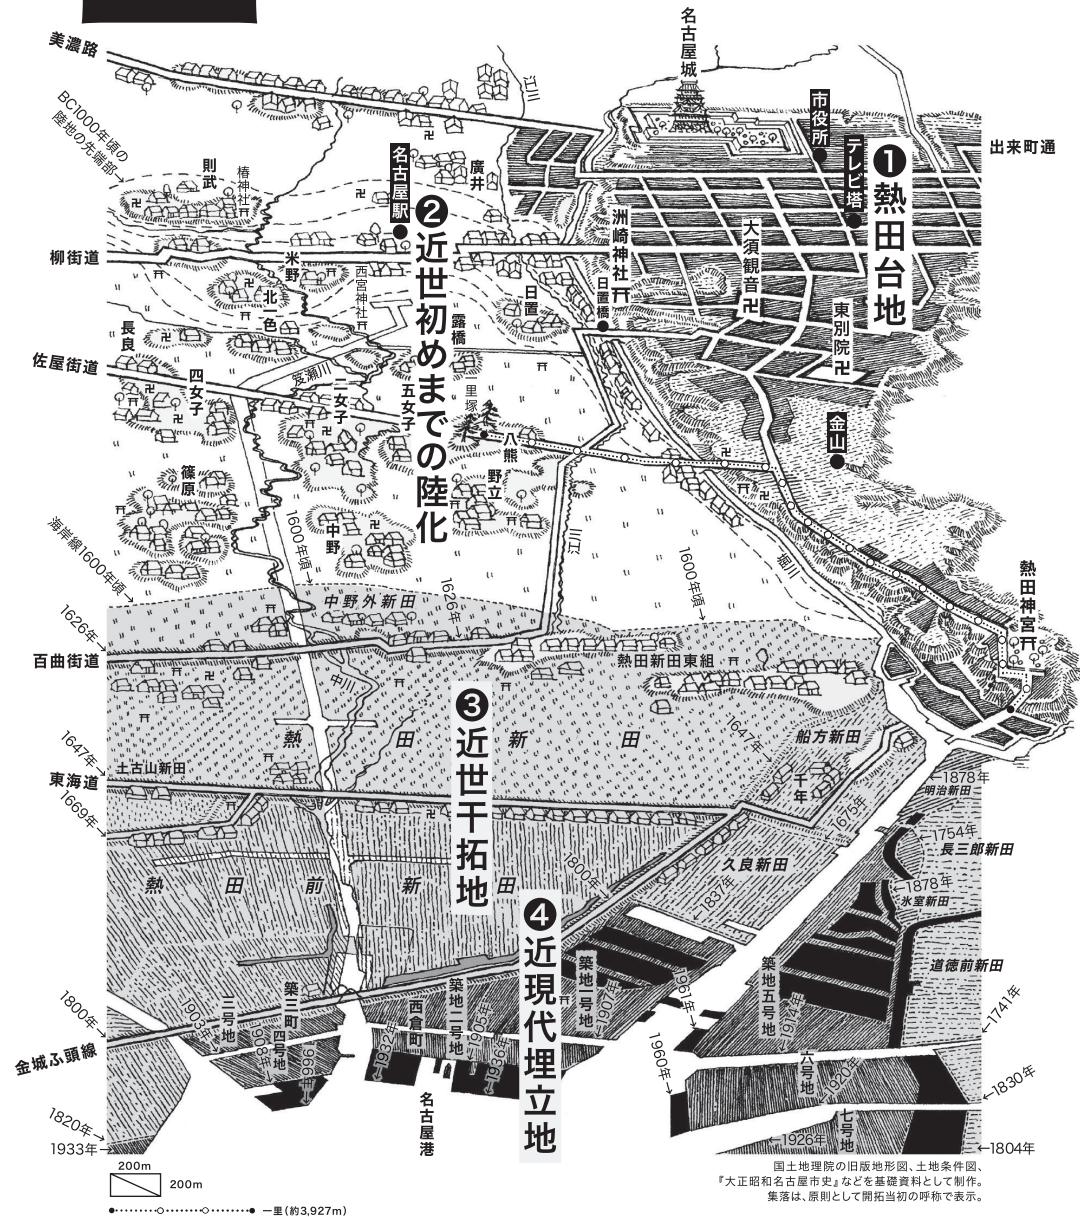 美濃路
名古屋城
江川
BC1000年頃の
陸地の先端部
市役所
テレビ塔
出来町通
❶熱田台地
則武
椿神社
名古屋駅
廣井
❷近世初めまでの陸化
洲崎神社
大須観音
柳街道
米野
西宮神社
北一色
日置
日置橋
東別院
長良
露橋
佐屋街道
笈瀬川
四女子
二女子
五女子
一里塚
八熊
金山
篠原
野立
中野
江川
堀川
海岸線1600年頃
1600年頃
1600年頃
熱田神宮
中野外新田
1626年
1626年
百曲街道
熱田新田東組
中川
熱田新田
❸近世干拓地
1647年
船方新田
1647年
土古山新田
東海道
千年
1669年
1675年
1878年
明治新田
1754年
長三郎新田
久良新田
1800年
1837年
1878年
氷室新田
熱田前新田
❹近現代埋立地
道徳前新田
築地三号地
1907年
1961年
築地五号地
1741年
1800年
1903年
三号地
築三町
四号地
1908年
西倉町
築地二号地
1905年
金城ふ頭線
1960年
六号地
1920年
1830年
名古屋港
1820年
1933年
七号地
1926年
1804年
200m
200m
一里(約3,927m)
国土地理院の旧版地形図、土地条件図、
『大正昭和名古屋市史』などを基礎資料として制作。
集落は、原則として開拓当初の呼称で表示。